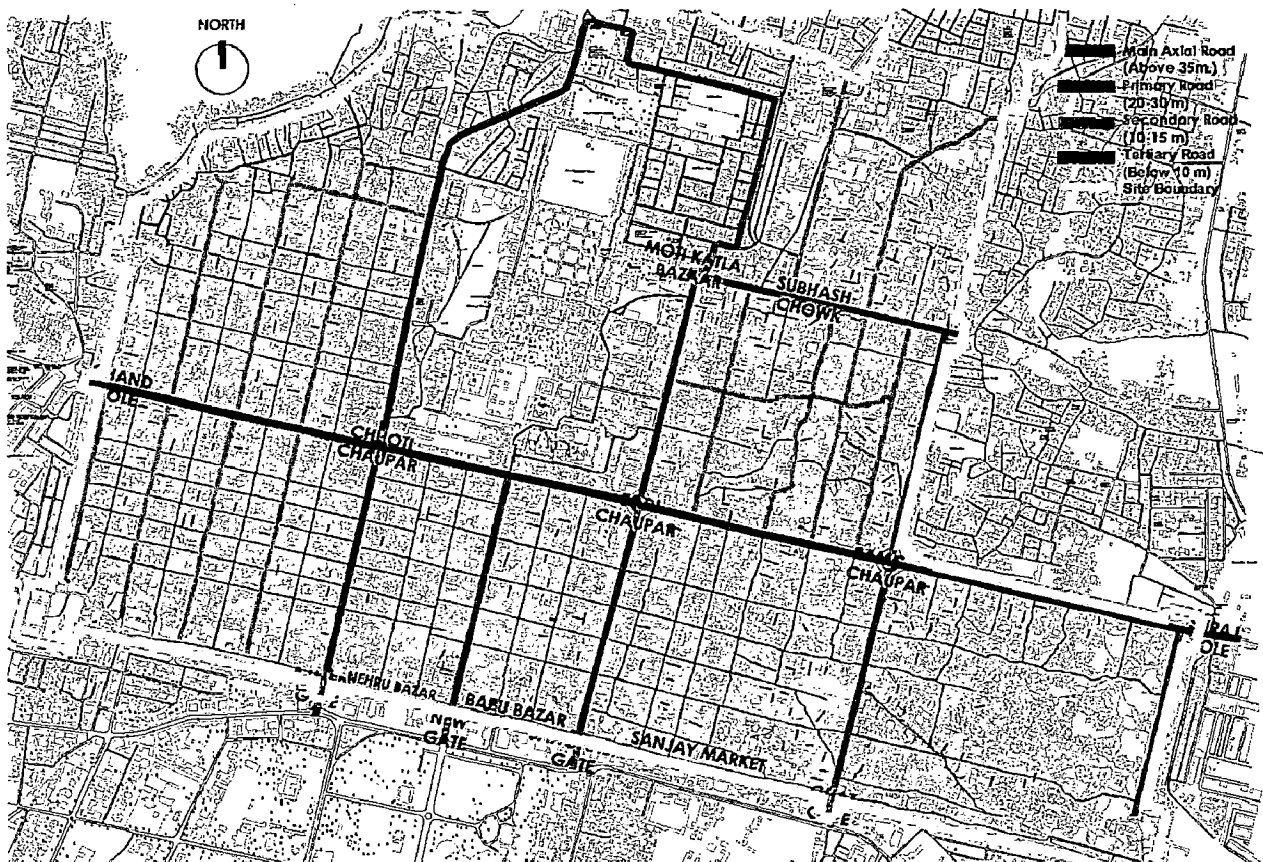 NORTH
Main Axial Road
(Above 35m.)
Primary Road
(20-30 m)
Secondary Road
(10-15 m)
Tertiary Road
(Below 10 m)
Site Boundary
MOTI KATLA
BAZAAR
SUBHASH
CHOWK
CHHOTI
CHAUPAR
CHAUPAR
CHAUPAR
NEHRU BAZAR
BAPU BAZAR
New
GATE
GATE
SANJAY MARKET